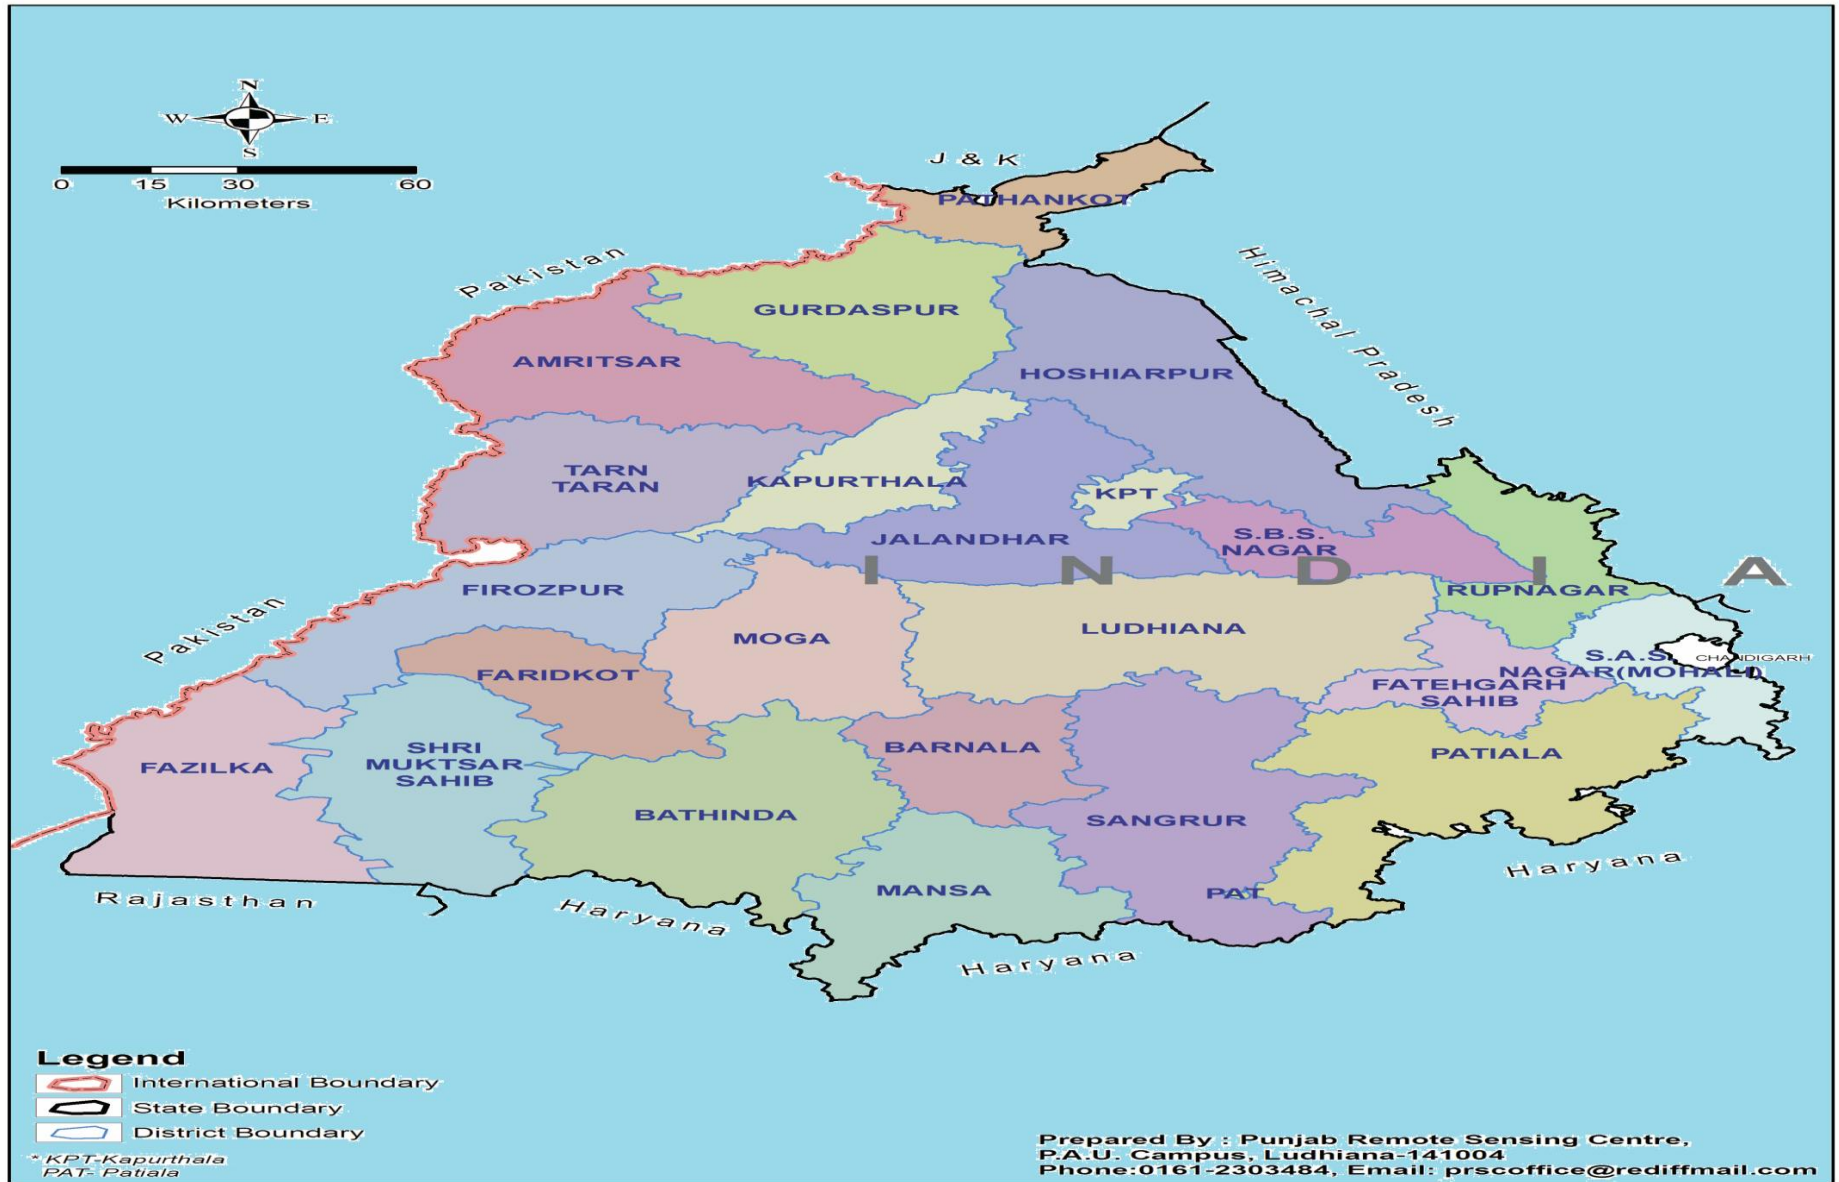 N
W E
S
0 15 30 60
Kilometers
J & K
PATHANKOT
Pakistan
Himachal Pradesh
GURDASPUR
AMRITSAR
HOSHIARPUR
TARN
TARAN
KAPURTHALA
KPT
JALANDHAR
S.B.S.
NAGAR
I N D I A
FIROZPUR
RUPNAGAR
Pakistan
MOGA
LUDHIANA
S.A.S.
NAGAR(MOHALI)
CHANDIGARH
FARIDKOT
FATEHGARH
SAHIB
SHRI
MUKTSAR
SAHIB
FAZILKA
BARNALA
PATIALA
BATHINDA
SANGRUR
MANSA
PAT
Haryana
Rajasthan
Haryana
Haryana
Legend
International Boundary
State Boundary
District Boundary
* KPT-Kapurthala
PAT- Patiala
Prepared By : Punjab Remote Sensing Centre,
P.A.U. Campus, Ludhiana-141004
Phone:0161-2303484, Email: prscoffice@rediffmail.com